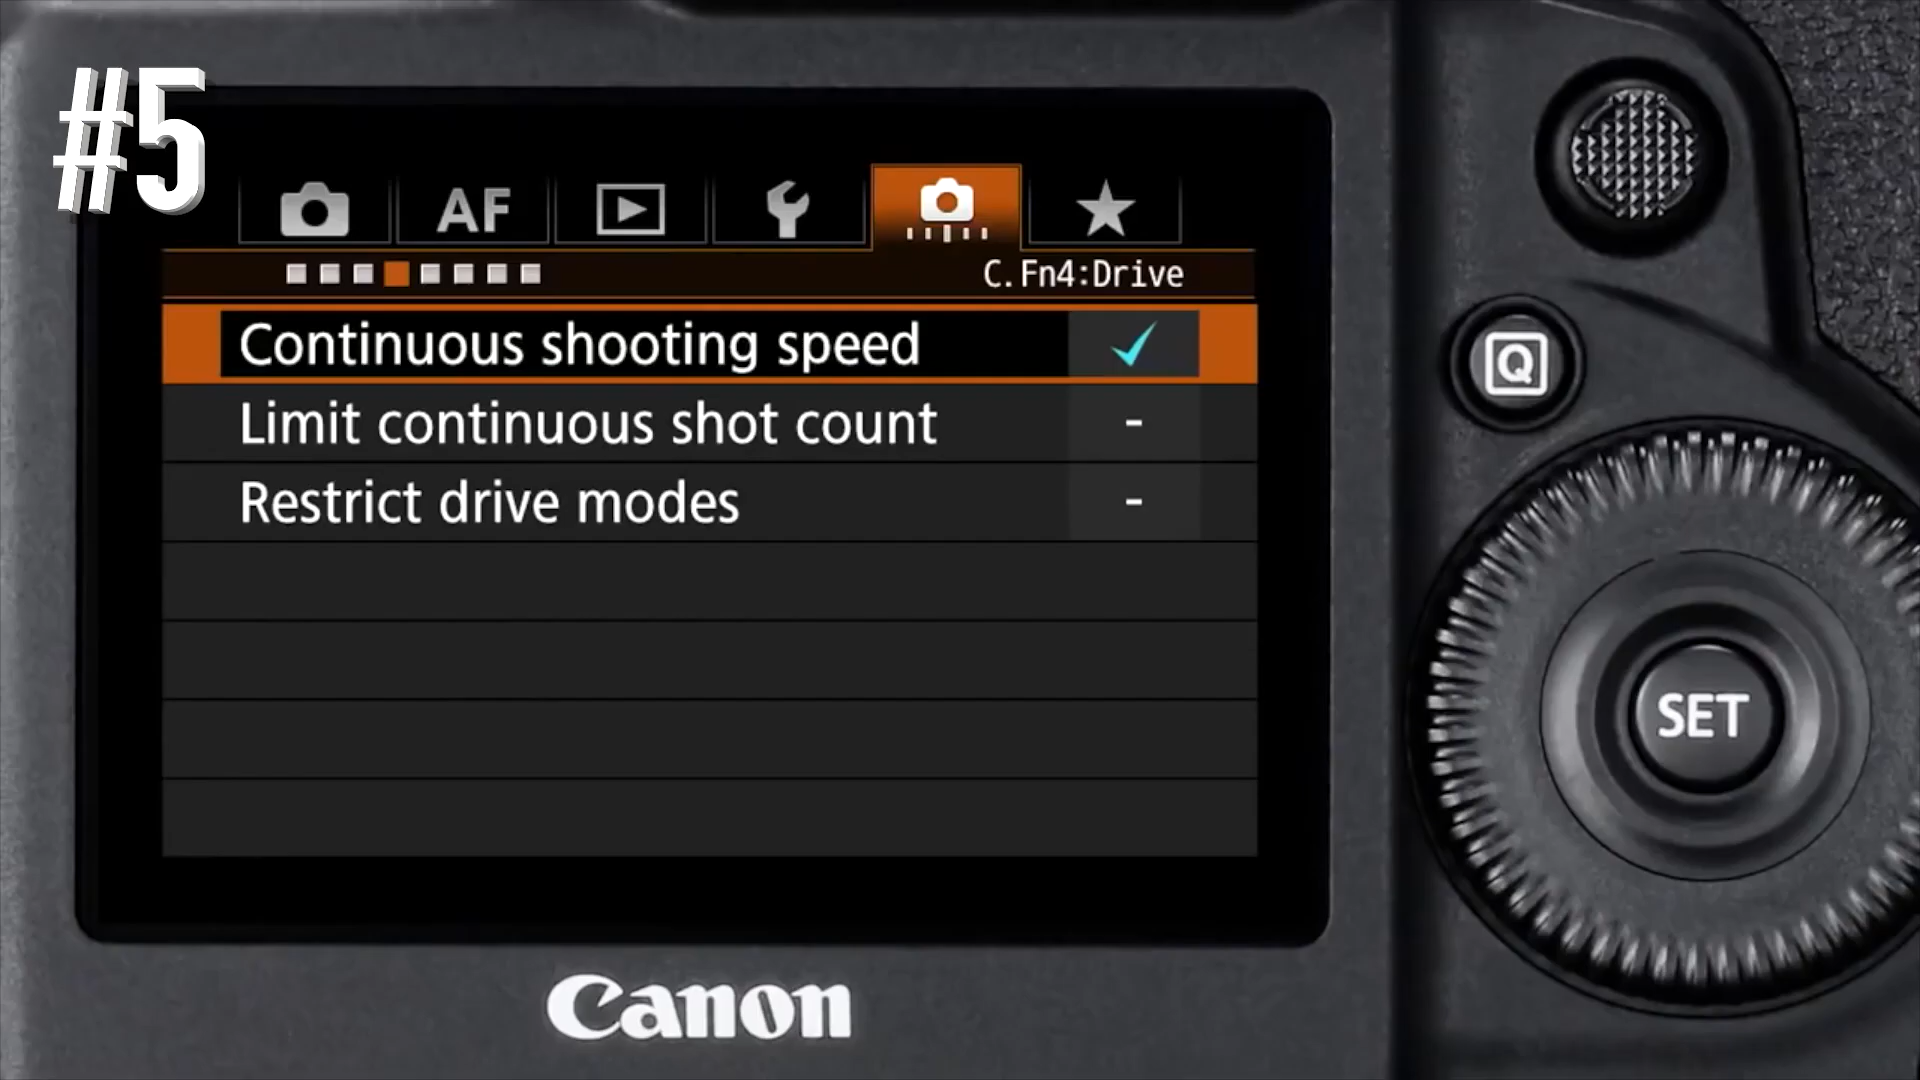 #5
AF
C.Fn4:Drive
Continuous shooting speed
Limit continuous shot count -
Restrict drive modes -
Q
SET
Canon